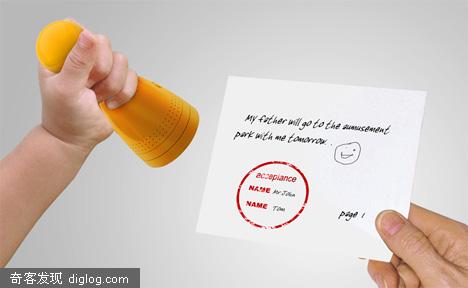 My father will go to the amusement
park with me tomorrow.
acceptance
NAME Mr John
NAME Tom
page 1
奇客发现 diglog.com